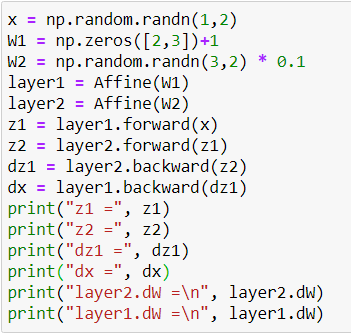 x = np.random.randn(1,2)
W1 = np.zeros([2,3])+1
W2 = np.random.randn(3,2) * 0.1
layer1 = Affine(W1)
layer2 = Affine(W2)
z1 = layer1.forward(x)
z2 = layer2.forward(z1)
dz1 = layer2.backward(z2)
dx = layer1.backward(dz1)
print("z1 =", z1)
print("z2 =", z2)
print("dz1 =", dz1)
print("dx =", dx)
print("layer2.dW =\n", layer2.dW)
print("layer1.dW =\n", layer1.dW)